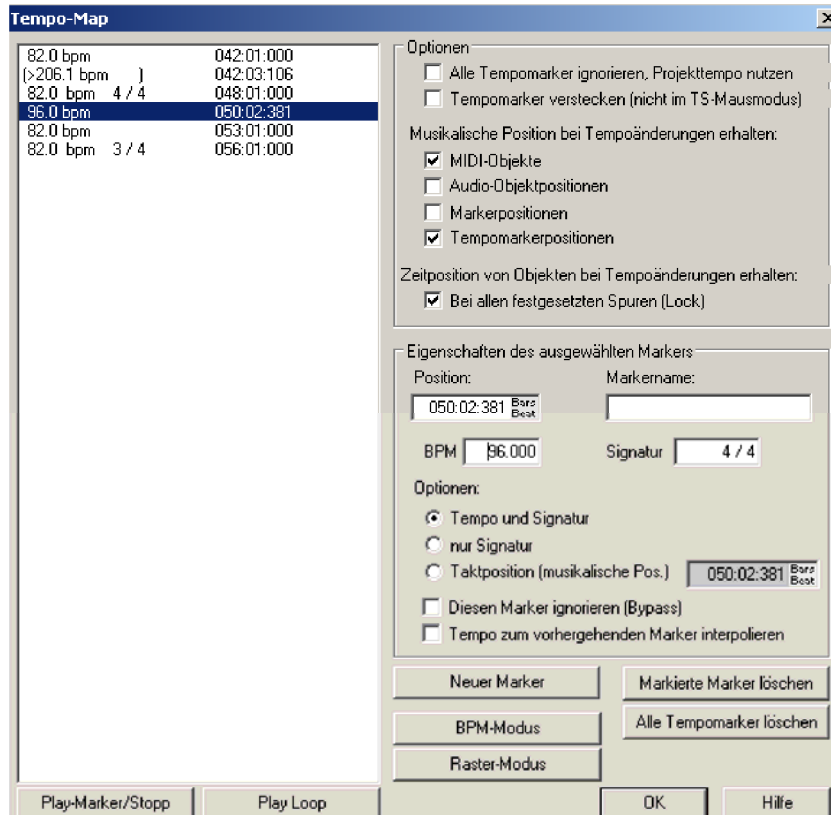 Tempo-Map
82.0 bpm 042:01:000
(>206.1 bpm ) 042:03:106
82.0 bpm 4 / 4 048:01:000
96.0 bpm 050:02:381
82.0 bpm 053:01:000
82.0 bpm 3 / 4 056:01:000
Play-Marker/Stopp
Play Loop
Optionen
Alle Tempomarker ignorieren, Projekttempo nutzen
Tempomarker verstecken (nicht im TS-Mausmodus)
Musikalische Position bei Tempoänderungen erhalten:
MIDI-Objekte
Audio-Objektpositionen
Markerpositionen
Tempomarkerpositionen
Zeitposition von Objekten bei Tempoänderungen erhalten:
Bei allen festgesetzten Spuren (Lock)
Eigenschaften des ausgewählten Markers
Position: Markername:
050:02:381 Bars Beat
BPM 96.000 Signatur 4 / 4
Optionen:
Tempo und Signatur
nur Signatur
Taktposition (musikalische Pos.) 050:02:381 Bars Beat
Diesen Marker ignorieren (Bypass)
Tempo zum vorhergehenden Marker interpolieren
Neuer Marker
Markierte Marker löschen
BPM-Modus
Alle Tempomarker löschen
Raster-Modus
OK
Hilfe